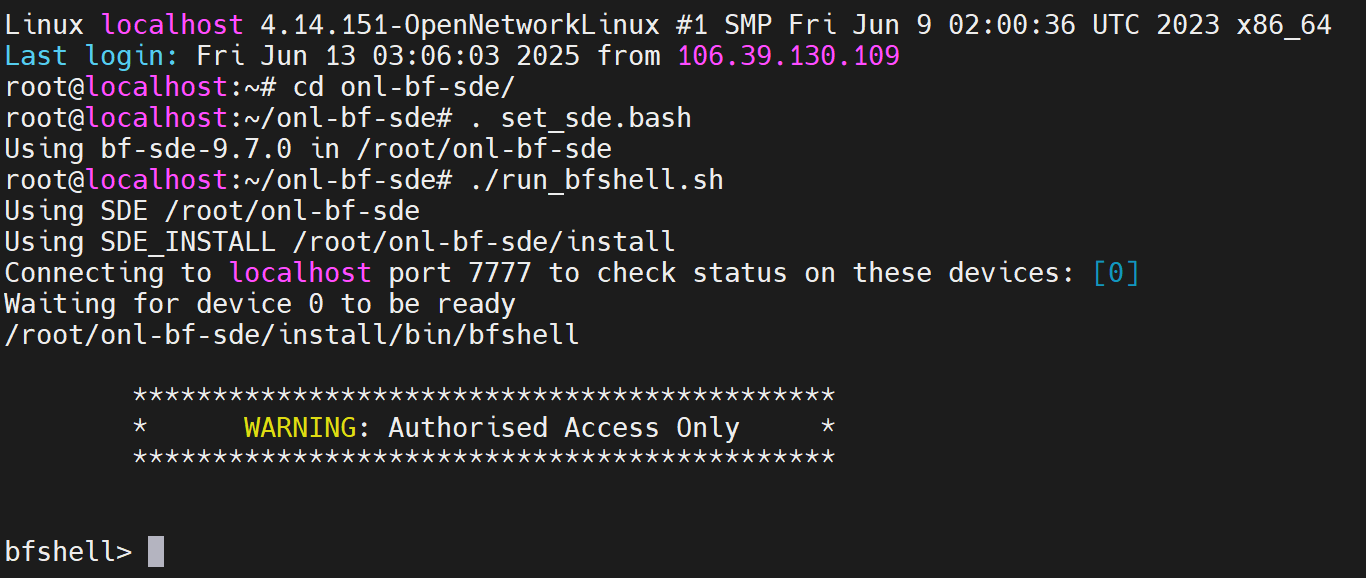 Linux localhost 4.14.151-OpenNetworkLinux #1 SMP Fri Jun 9 02:00:36 UTC 2023 x86_64
Last login: Fri Jun 13 03:06:03 2025 from 106.39.130.109
root@localhost:~# cd onl-bf-sde/
root@localhost:~/onl-bf-sde# . set_sde.bash
Using bf-sde-9.7.0 in /root/onl-bf-sde
root@localhost:~/onl-bf-sde# ./run_bfshell.sh
Using SDE /root/onl-bf-sde
Using SDE_INSTALL /root/onl-bf-sde/install
Connecting to localhost port 7777 to check status on these devices: [0]
Waiting for device 0 to be ready
/root/onl-bf-sde/install/bin/bfshell
********************************************
* WARNING: Authorised Access Only *
********************************************
bfshell>